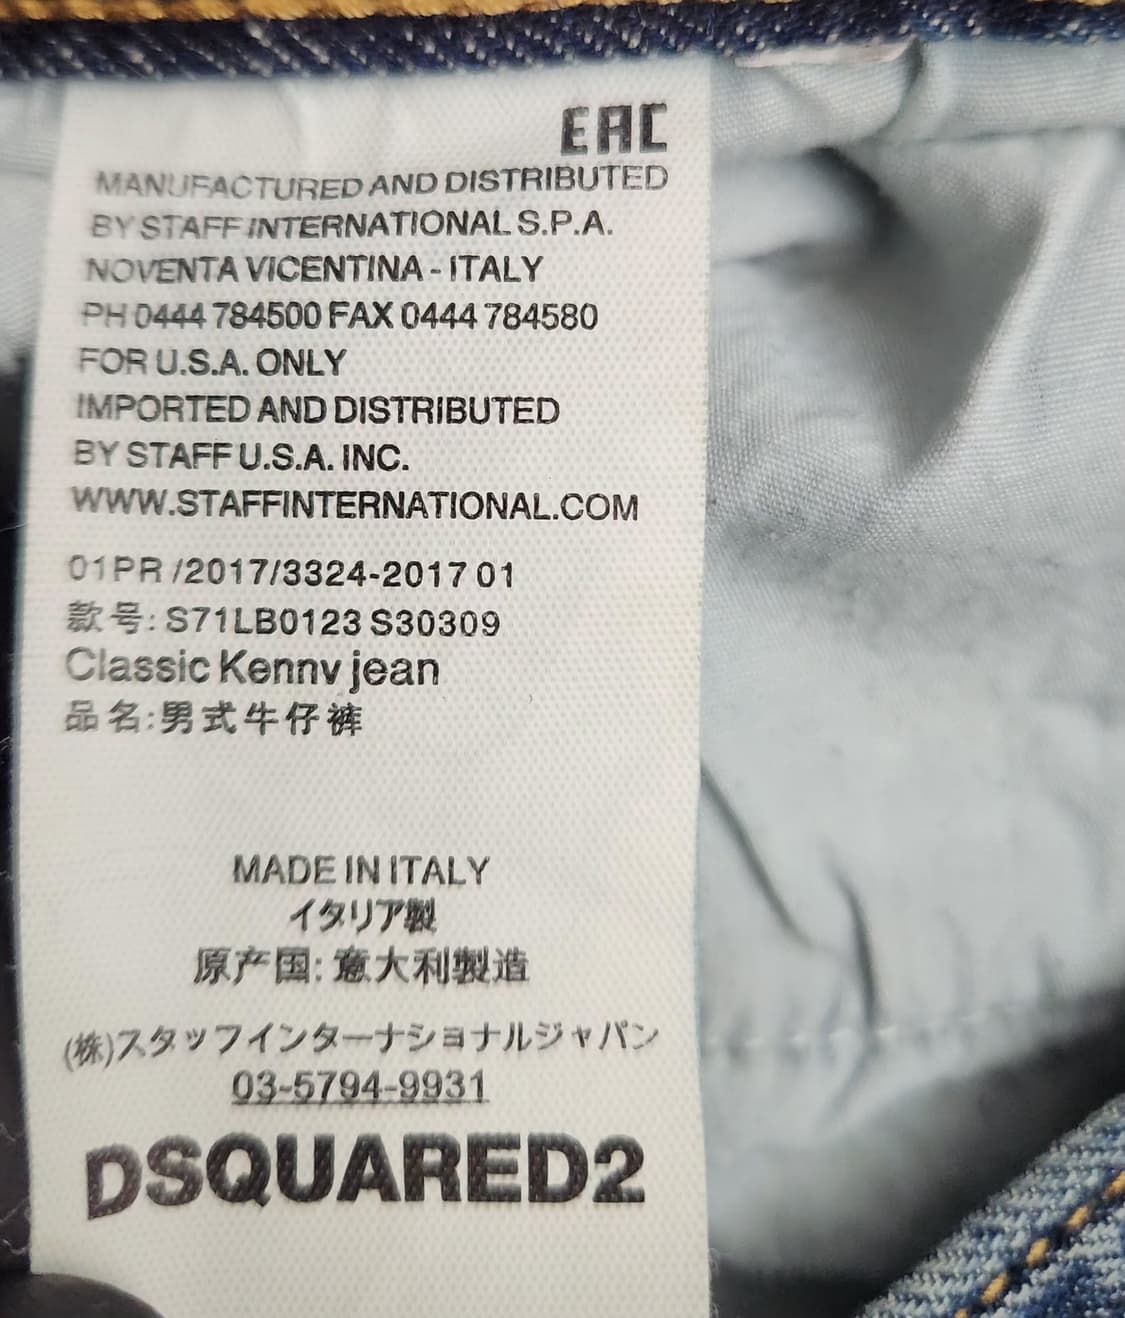 EAC
MANUFACTURED AND DISTRIBUTED
BY STAFF INTERNATIONAL S.P.A.
NOVENTA VICENTINA - ITALY
PH 0444 784500 FAX 0444 784580
FOR U.S.A. ONLY
IMPORTED AND DISTRIBUTED
BY STAFF U.S.A. INC.
WWW.STAFFINTERNATIONAL.COM
01PR /2017/3324-2017 01
款号: S71LB0123 S30309
Classic Kenny jean
品名:男式牛仔裤
MADE IN ITALY
イタリア製
原产国: 意大利製造
(株)スタッフインターナショナルジャパン
03-5794-9931
DSQUARED2